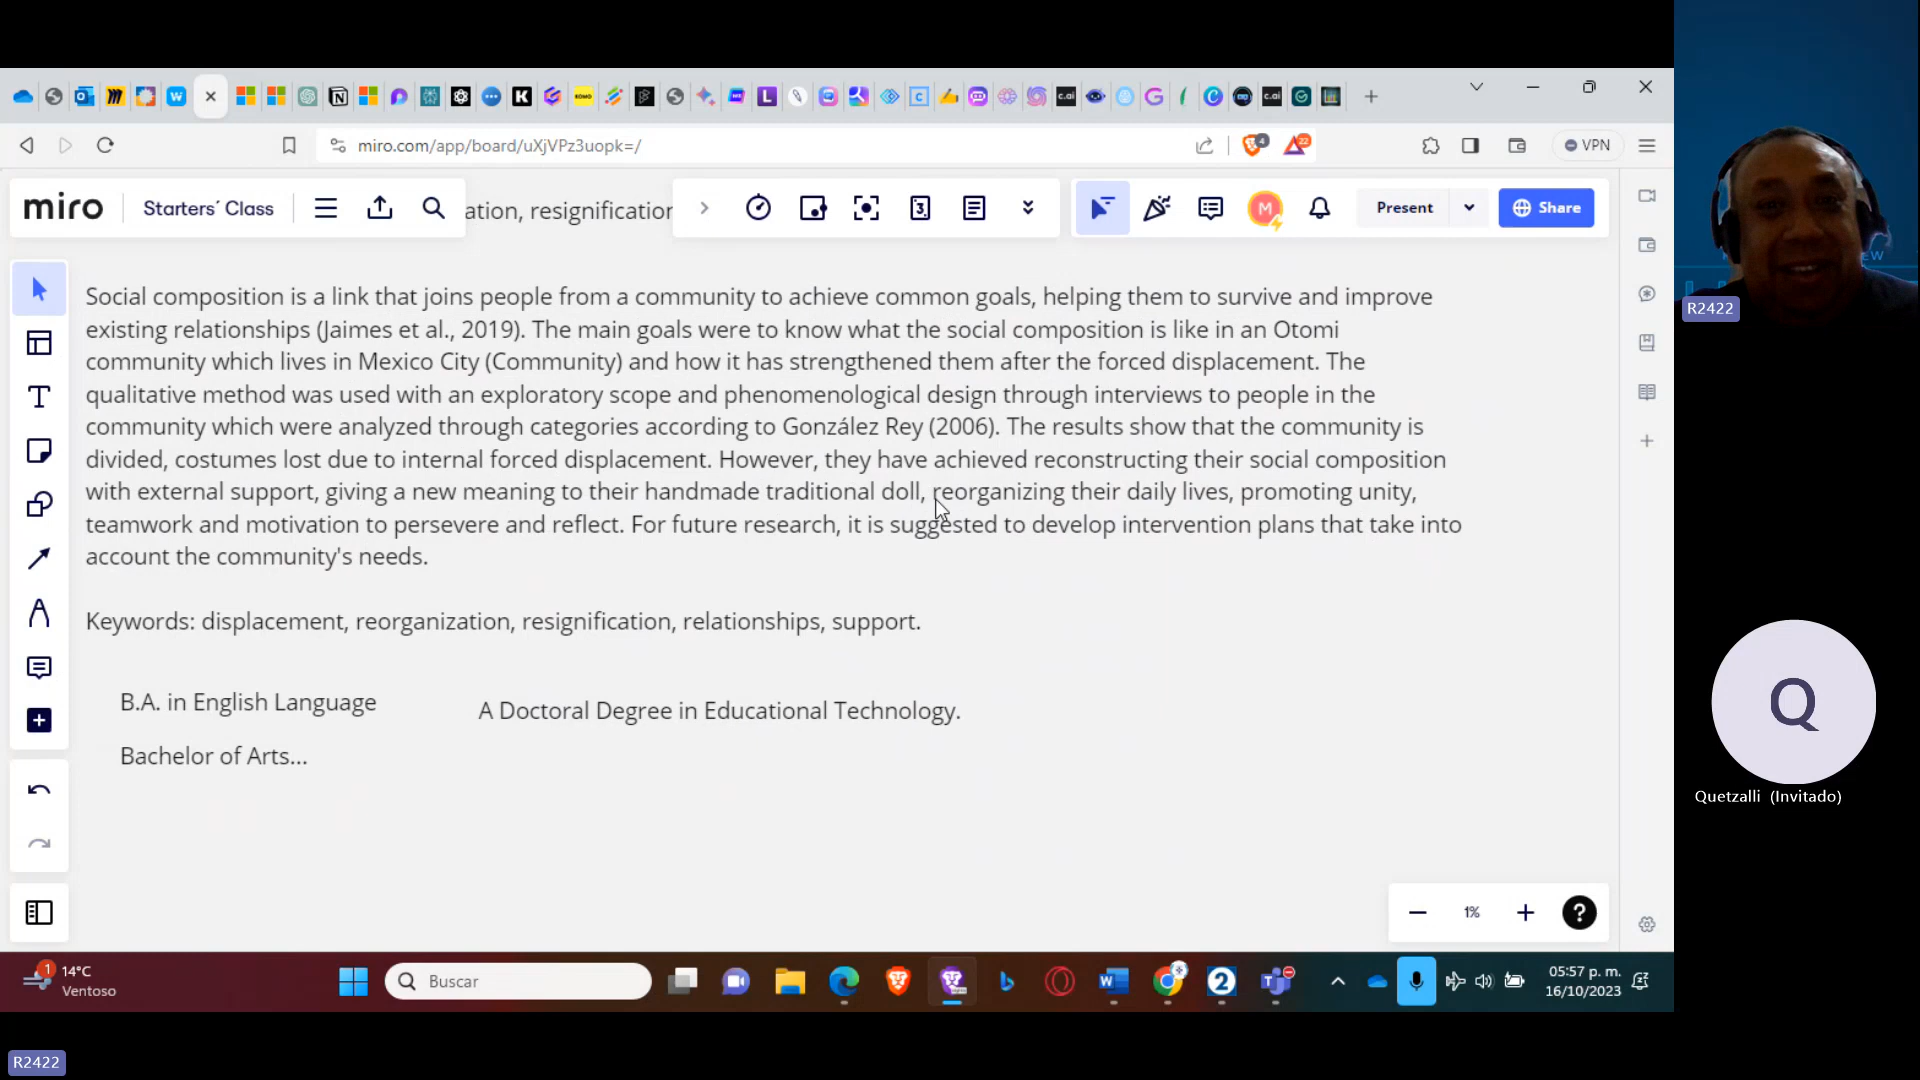 miro.com/app/board/uXjVPz3uopk=/
VPN
miro
Starters´ Class
ation, resignification
3
M
Present
Share
Social composition is a link that joins people from a community to achieve common goals, helping them to survive and improve
existing relationships (Jaimes et al., 2019). The main goals were to know what the social composition is like in an Otomi
community which lives in Mexico City (Community) and how it has strengthened them after the forced displacement. The
qualitative method was used with an exploratory scope and phenomenological design through interviews to people in the
community which were analyzed through categories according to González Rey (2006). The results show that the community is
divided, costumes lost due to internal forced displacement. However, they have achieved reconstructing their social composition
with external support, giving a new meaning to their handmade traditional doll, reorganizing their daily lives, promoting unity,
teamwork and motivation to persevere and reflect. For future research, it is suggested to develop intervention plans that take into
account the community's needs.
Keywords: displacement, reorganization, resignification, relationships, support.
B.A. in English Language
A Doctoral Degree in Educational Technology.
Bachelor of Arts...
1%
?
1
14°C
Ventoso
Buscar
05:57 p. m.
16/10/2023
R2422
Q
Quetzalli (Invitado)
R2422